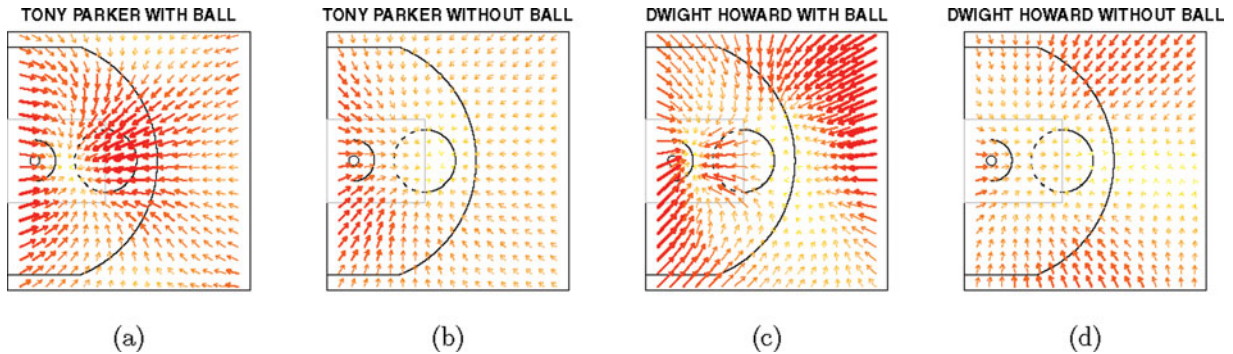 TONY PARKER WITH BALL
TONY PARKER WITHOUT BALL
DWIGHT HOWARD WITH BALL
DWIGHT HOWARD WITHOUT BALL
(a)
(b)
(c)
(d)